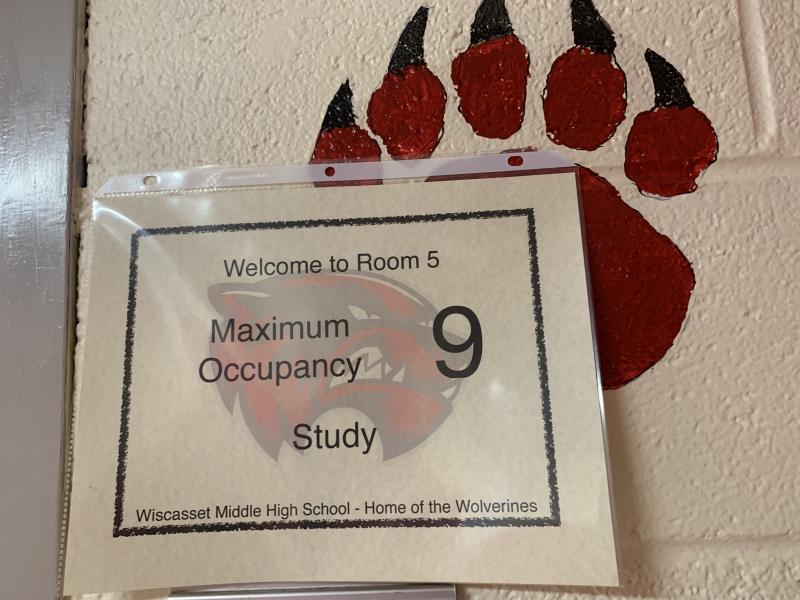 Welcome to Room 5
Maximum
Occupancy 9
Study
Wiscasset Middle High School - Home of the Wolverines